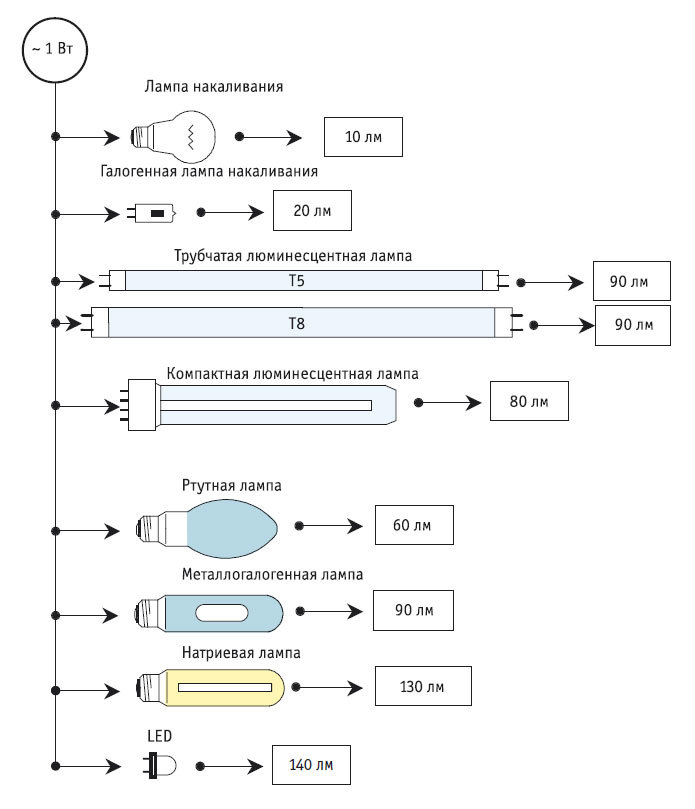 ~ 1 Вт
Лампа накаливания
10 лм
Галогенная лампа накаливания
20 лм
Трубчатая люминесцентная лампа
T5
90 лм
T8
90 лм
Компактная люминесцентная лампа
80 лм
Ртутная лампа
60 лм
Металлогалогенная лампа
90 лм
Натриевая лампа
130 лм
LED
140 лм